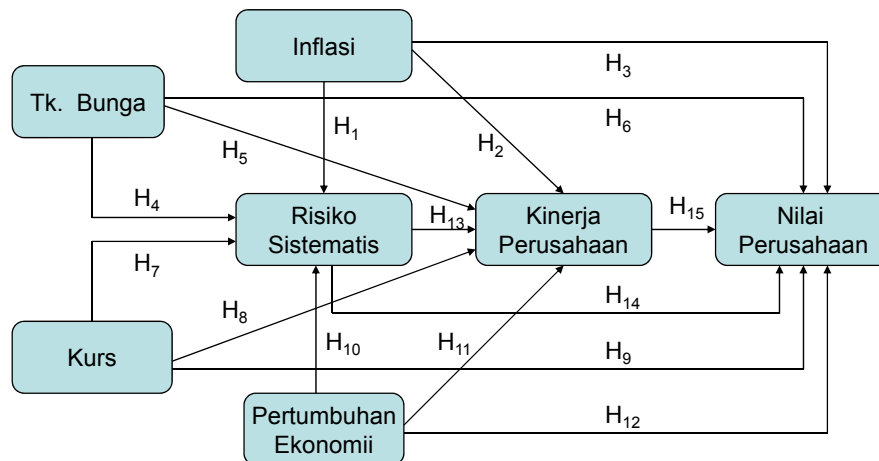 Inflasi
H3
Tk. Bunga
H6
H1
H2
H5
H4
Risiko
Sistematis
H13
Kinerja
Perusahaan
H15
Nilai
Perusahaan
H7
H8
H14
H10
H11
Kurs
H9
Pertumbuhan
Ekonomii
H12